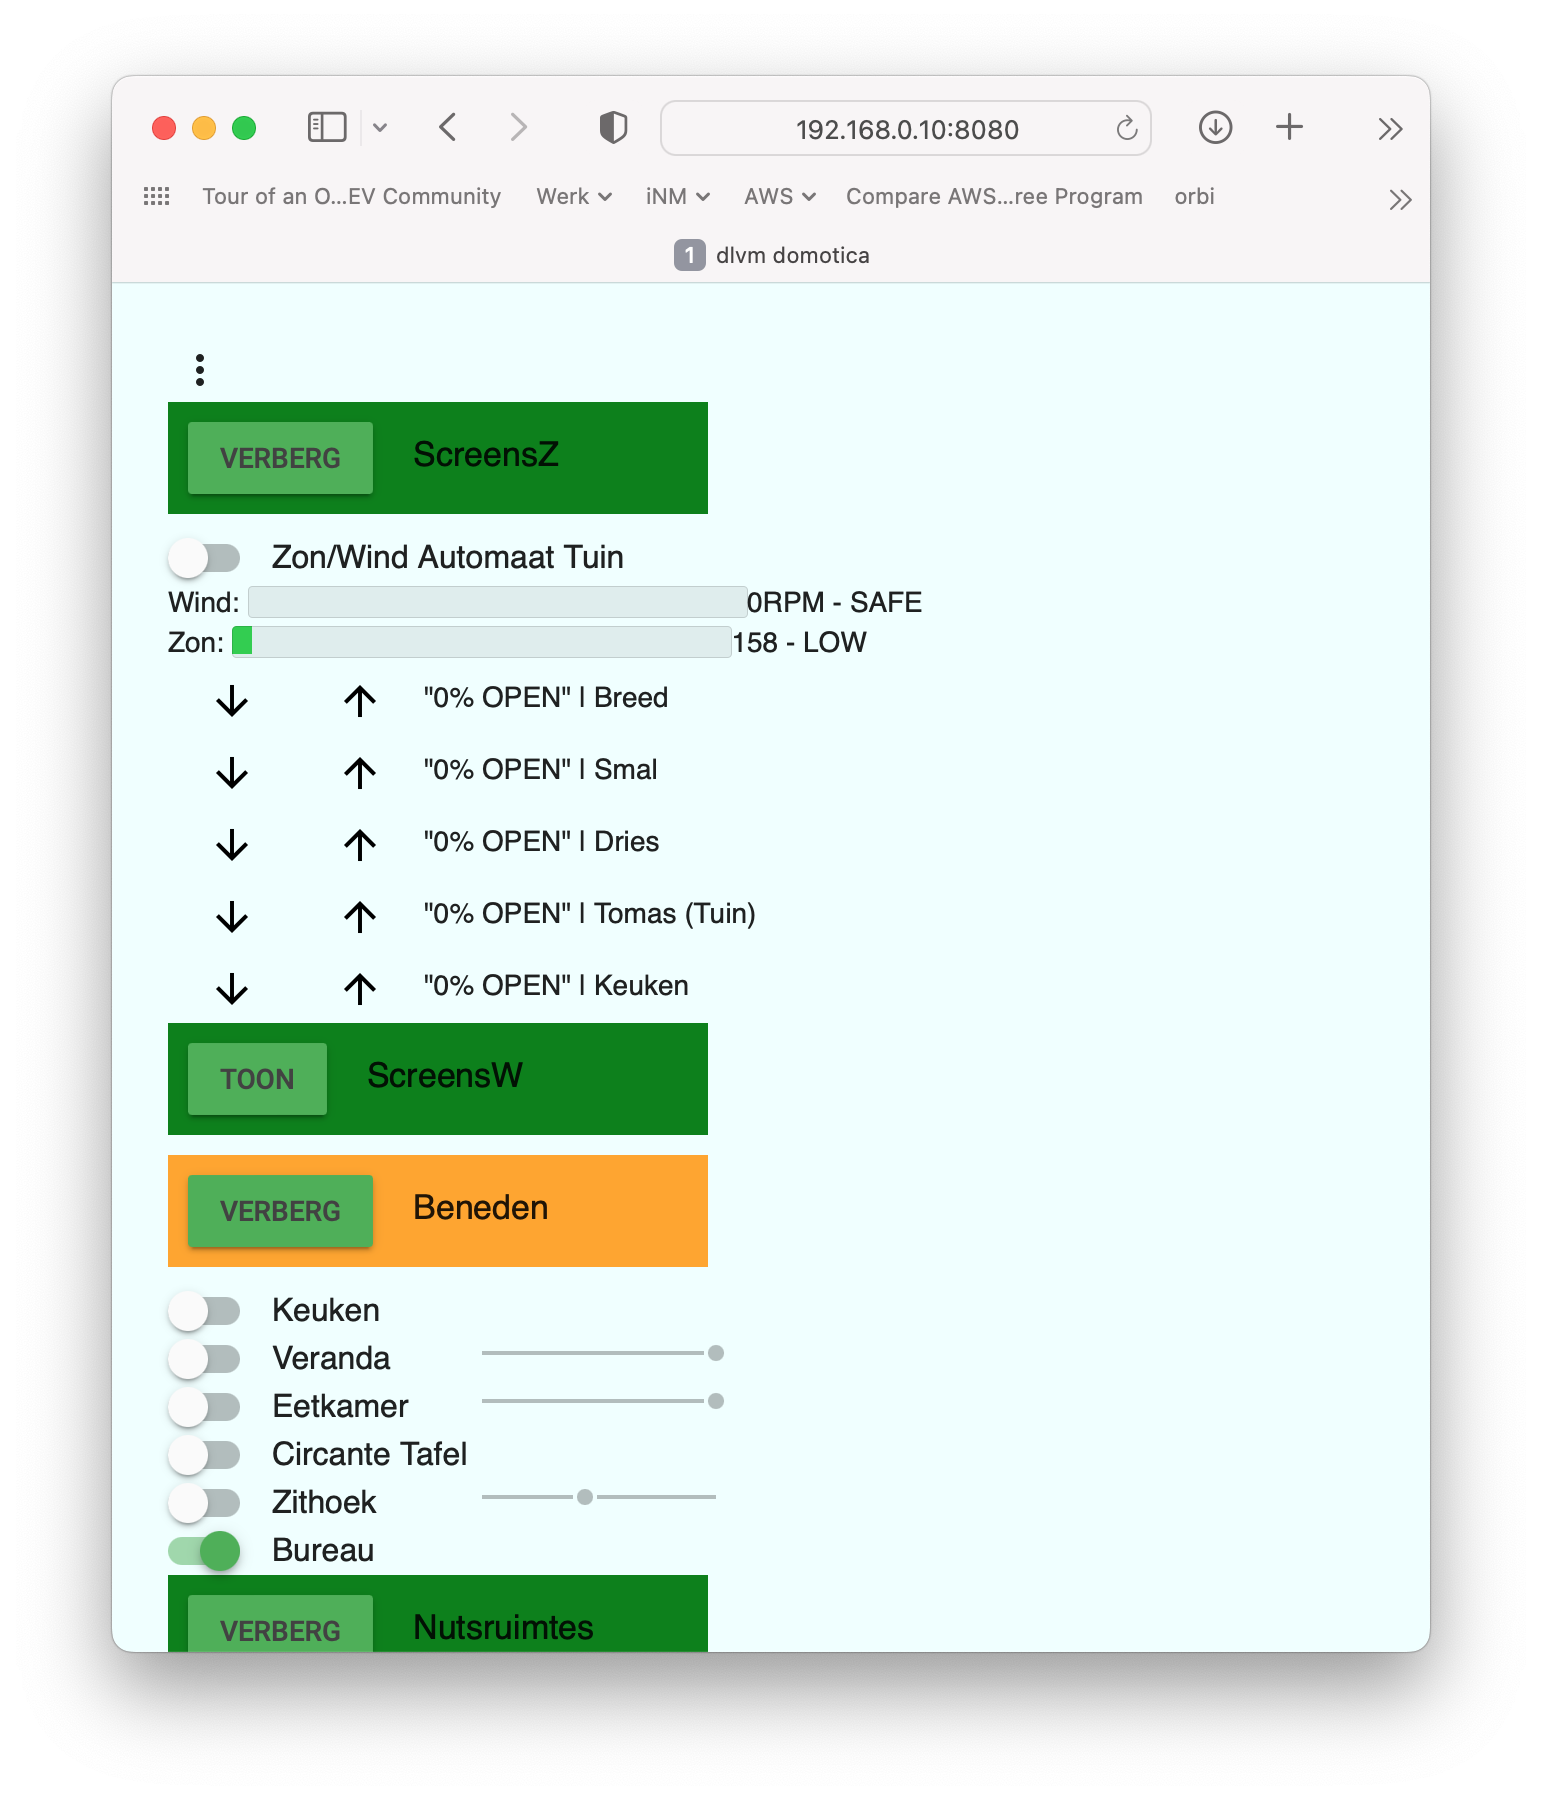 192.168.0.10:8080
Tour of an O...EV Community Werk iNM AWS Compare AWS...ree Program orbi
1 dlvm domotica
VERBERG ScreensZ
Zon/Wind Automaat Tuin
Wind: 0RPM - SAFE
Zon: 158 - LOW
"0% OPEN" | Breed
"0% OPEN" | Smal
"0% OPEN" | Dries
"0% OPEN" | Tomas (Tuin)
"0% OPEN" | Keuken
TOON ScreensW
VERBERG Beneden
Keuken
Veranda
Eetkamer
Circante Tafel
Zithoek
Bureau
VERBERG Nutsruimtes